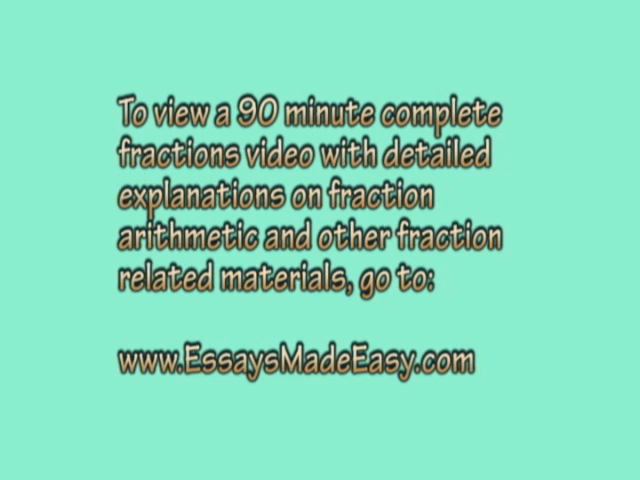 To view a 90 minute complete
fractions video with detailed
explanations on fraction
arithmetic and other fraction
related materials, go to:
www.EssaysMadeEasy.com